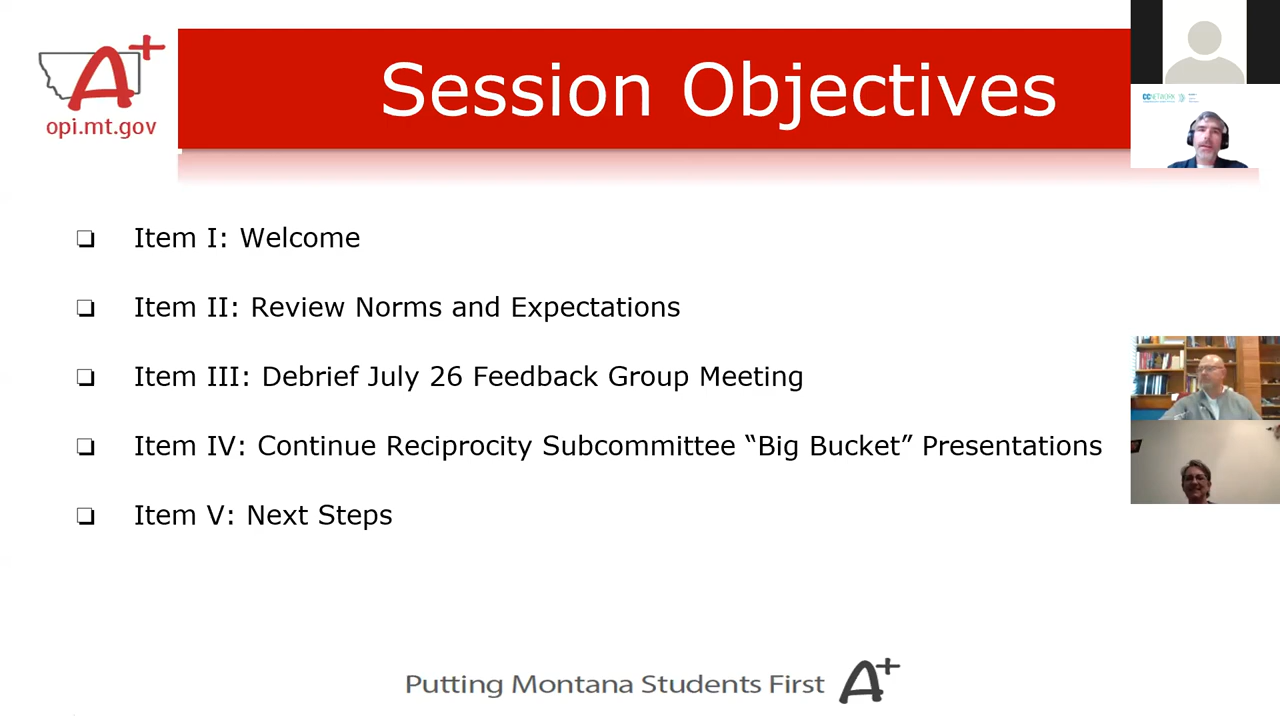 A+
opi.mt.gov
Session Objectives
CCNETWORK
❏ Item I: Welcome
❏ Item II: Review Norms and Expectations
❏ Item III: Debrief July 26 Feedback Group Meeting
❏ Item IV: Continue Reciprocity Subcommittee “Big Bucket” Presentations
❏ Item V: Next Steps
Putting Montana Students First A+